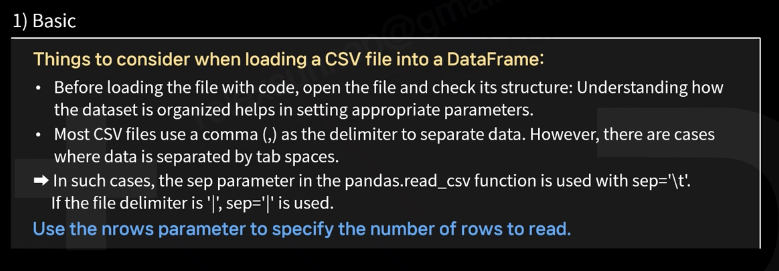 1) Basic
Things to consider when loading a CSV file into a DataFrame:
• Before loading the file with code, open the file and check its structure: Understanding how
the dataset is organized helps in setting appropriate parameters.
• Most CSV files use a comma (,) as the delimiter to separate data. However, there are cases
where data is separated by tab spaces.
➡ In such cases, the sep parameter in the pandas.read_csv function is used with sep='\t'.
If the file delimiter is '|', sep='|' is used.
Use the nrows parameter to specify the number of rows to read.